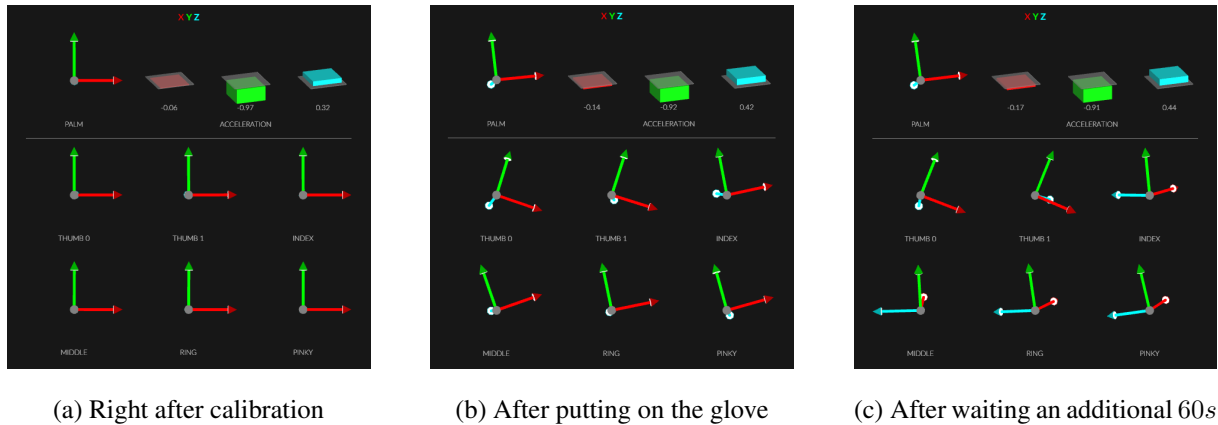 X Y Z X Y Z X Y Z
-0.06 -0.97 0.32 -0.14 -0.92 0.42 -0.17 -0.91 0.44
PALM ACCELERATION PALM ACCELERATION PALM ACCELERATION
THUMB 0 THUMB 1 INDEX THUMB 0 THUMB 1 INDEX THUMB 0 THUMB 1 INDEX
MIDDLE RING PINKY MIDDLE RING PINKY MIDDLE RING PINKY
(a) Right after calibration (b) After putting on the glove (c) After waiting an additional 60s